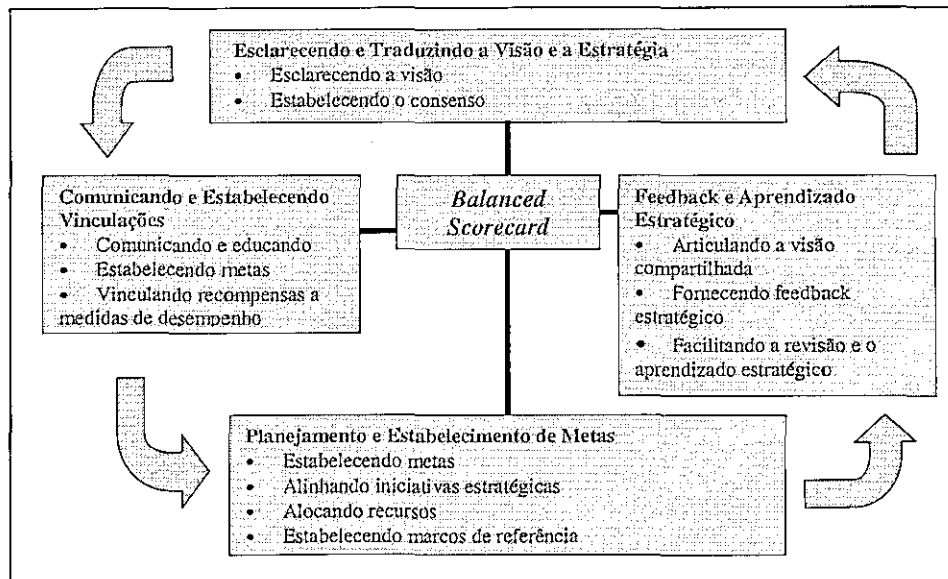 Esclarecendo e Traduzindo a Visão e a Estratégia
• Esclarecendo a visão
• Estabelecendo o consenso
Comunicando e Estabelecendo
Vinculações
• Comunicando e educando
• Estabelecendo metas
• Vinculando recompensas a
medidas de desempenho
Balanced
Scorecard
Feedback e Aprendizado
Estratégico
• Articulando a visão
compartilhada
• Fornecendo feedback
estratégico
• Facilitando a revisão e o
aprendizado estratégico
Planejamento e Estabelecimento de Metas
• Estabelecendo metas
• Alinhando iniciativas estratégicas
• Alocando recursos
• Estabelecendo marcos de referência